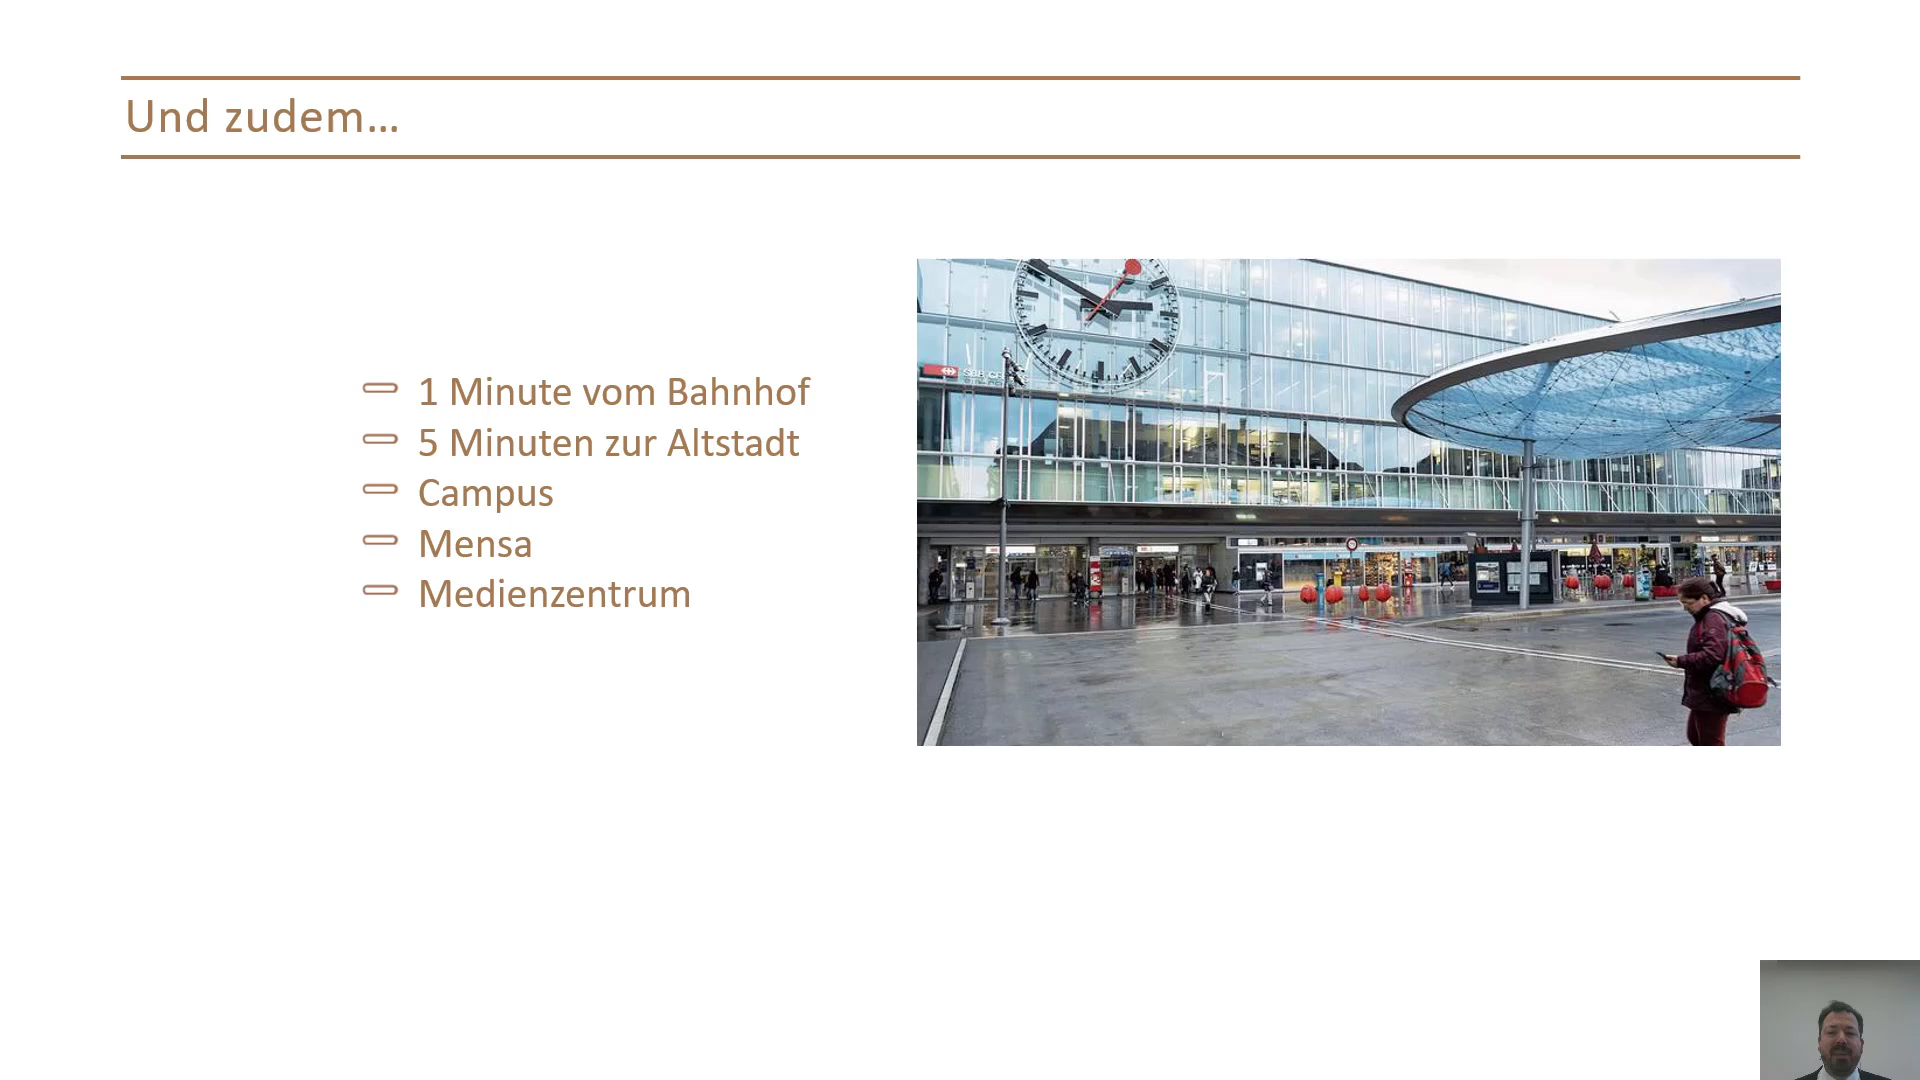 Und zudem...
1 Minute vom Bahnhof
5 Minuten zur Altstadt
Campus
Mensa
Medienzentrum